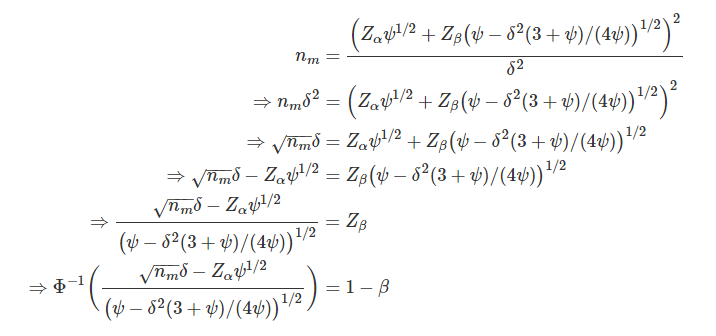 n_m = \frac{\left(Z_\alpha \psi^{1/2} + Z_\beta \left(\psi - \delta^2(3 + \psi)/(4\psi)\right)^{1/2}\right)^2}{\delta^2}
\Rightarrow n_m \delta^2 = \left(Z_\alpha \psi^{1/2} + Z_\beta \left(\psi - \delta^2(3 + \psi)/(4\psi)\right)^{1/2}\right)^2
\Rightarrow \sqrt{n_m} \delta = Z_\alpha \psi^{1/2} + Z_\beta \left(\psi - \delta^2(3 + \psi)/(4\psi)\right)^{1/2}
\Rightarrow \sqrt{n_m} \delta - Z_\alpha \psi^{1/2} = Z_\beta \left(\psi - \delta^2(3 + \psi)/(4\psi)\right)^{1/2}
\Rightarrow \frac{\sqrt{n_m} \delta - Z_\alpha \psi^{1/2}}{\left(\psi - \delta^2(3 + \psi)/(4\psi)\right)^{1/2}} = Z_\beta
\Rightarrow \Phi^{-1}\left(\frac{\sqrt{n_m} \delta - Z_\alpha \psi^{1/2}}{\left(\psi - \delta^2(3 + \psi)/(4\psi)\right)^{1/2}}\right) = 1 - \beta